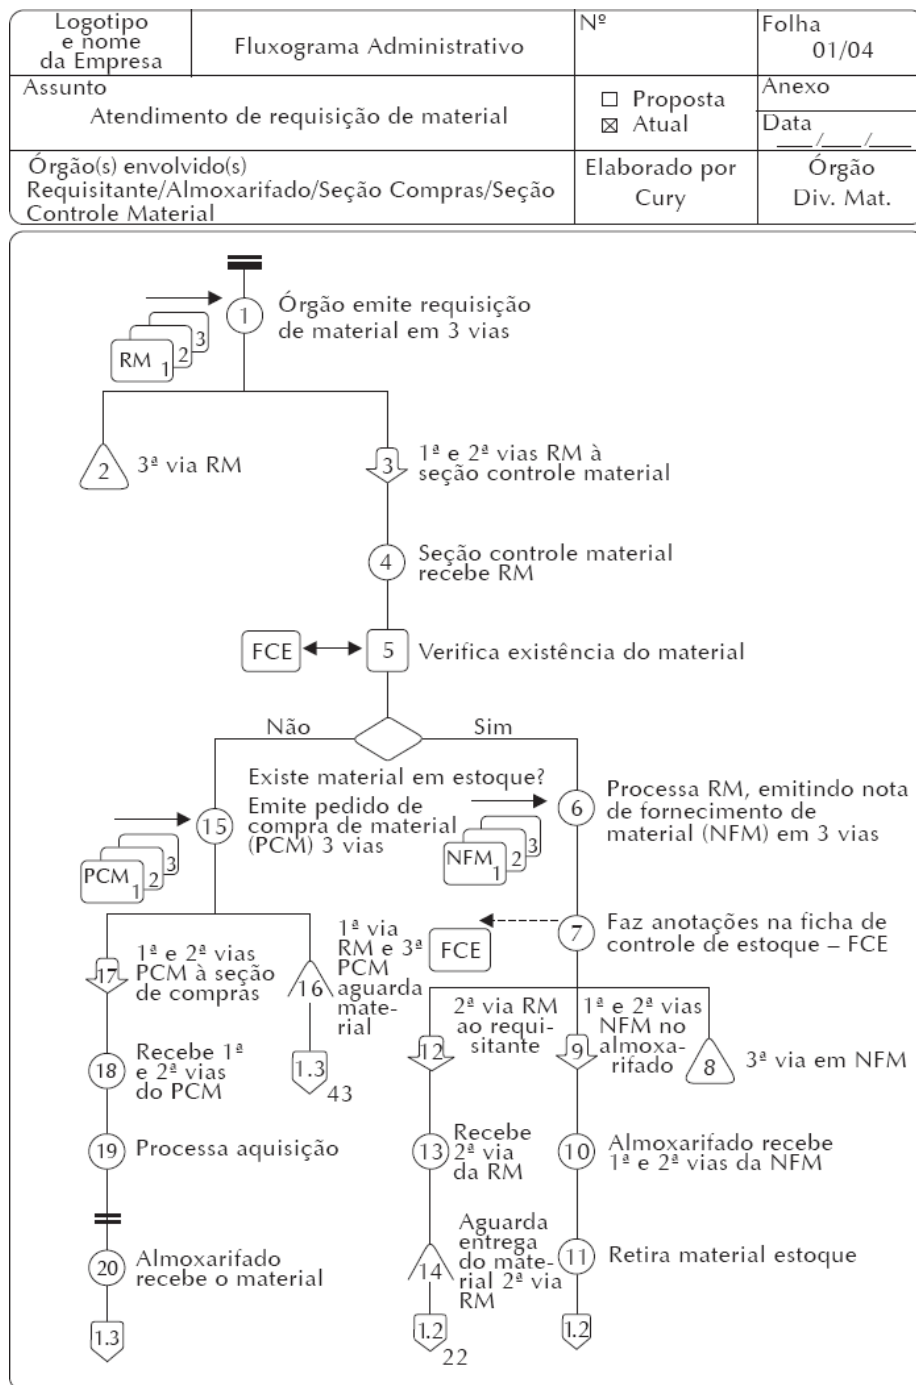 Logotipo
e nome
da Empresa
Fluxograma Administrativo
Nº
Folha
01/04
Assunto
Atendimento de requisição de material
☐ Proposta
☒ Atual
Anexo
Data
___/___/___
Órgão(s) envolvido(s)
Requisitante/Almoxarifado/Seção Compras/Seção
Controle Material
Elaborado por
Cury
Órgão
Div. Mat.
1
Órgão emite requisição
de material em 3 vias
RM 1
2
3
2
3ª via RM
3
1ª e 2ª vias RM à
seção controle material
4
Seção controle material
recebe RM
FCE
5
Verifica existência do material
Não
Sim
Existe material em estoque?
15
Emite pedido de
compra de material
(PCM) 3 vias
PCM 1
2
3
6
Processa RM, emitindo nota
de fornecimento de
material (NFM) em 3 vias
NFM 1
2
3
7
Faz anotações na ficha de
controle de estoque – FCE
FCE
17
1ª e 2ª vias
PCM à seção
de compras
16
1ª via
RM e 3ª
PCM
aguarda
mate-
rial
1.3
43
12
2ª via RM
ao requi-
sitante
9
1ª e 2ª vias
NFM no
almoxa-
rifado
8
3ª via em NFM
18
Recebe 1ª
e 2ª vias
do PCM
19
Processa aquisição
13
Recebe
2ª via
da RM
10
Almoxarifado recebe
1ª e 2ª vias da NFM
20
Almoxarifado
recebe o material
1.3
14
Aguarda
entrega
do mate-
rial 2ª via
RM
1.2
22
11
Retira material estoque
1.2